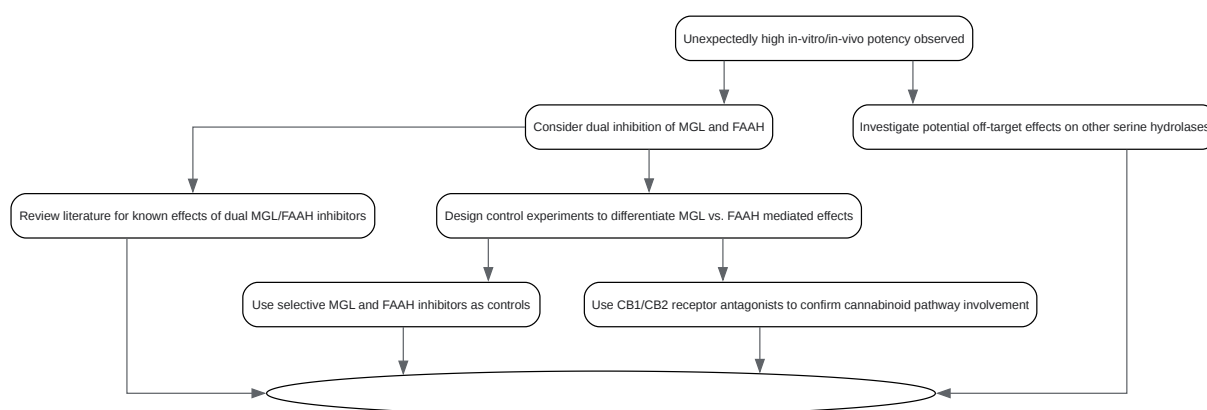 Unexpectedly high in-vitro/in-vivo potency observed
Consider dual inhibition of MGL and FAAH
Investigate potential off-target effects on other serine hydrolases
Review literature for known effects of dual MGL/FAAH inhibitors
Design control experiments to differentiate MGL vs. FAAH mediated effects
Use selective MGL and FAAH inhibitors as controls
Use CB1/CB2 receptor antagonists to confirm cannabinoid pathway involvement